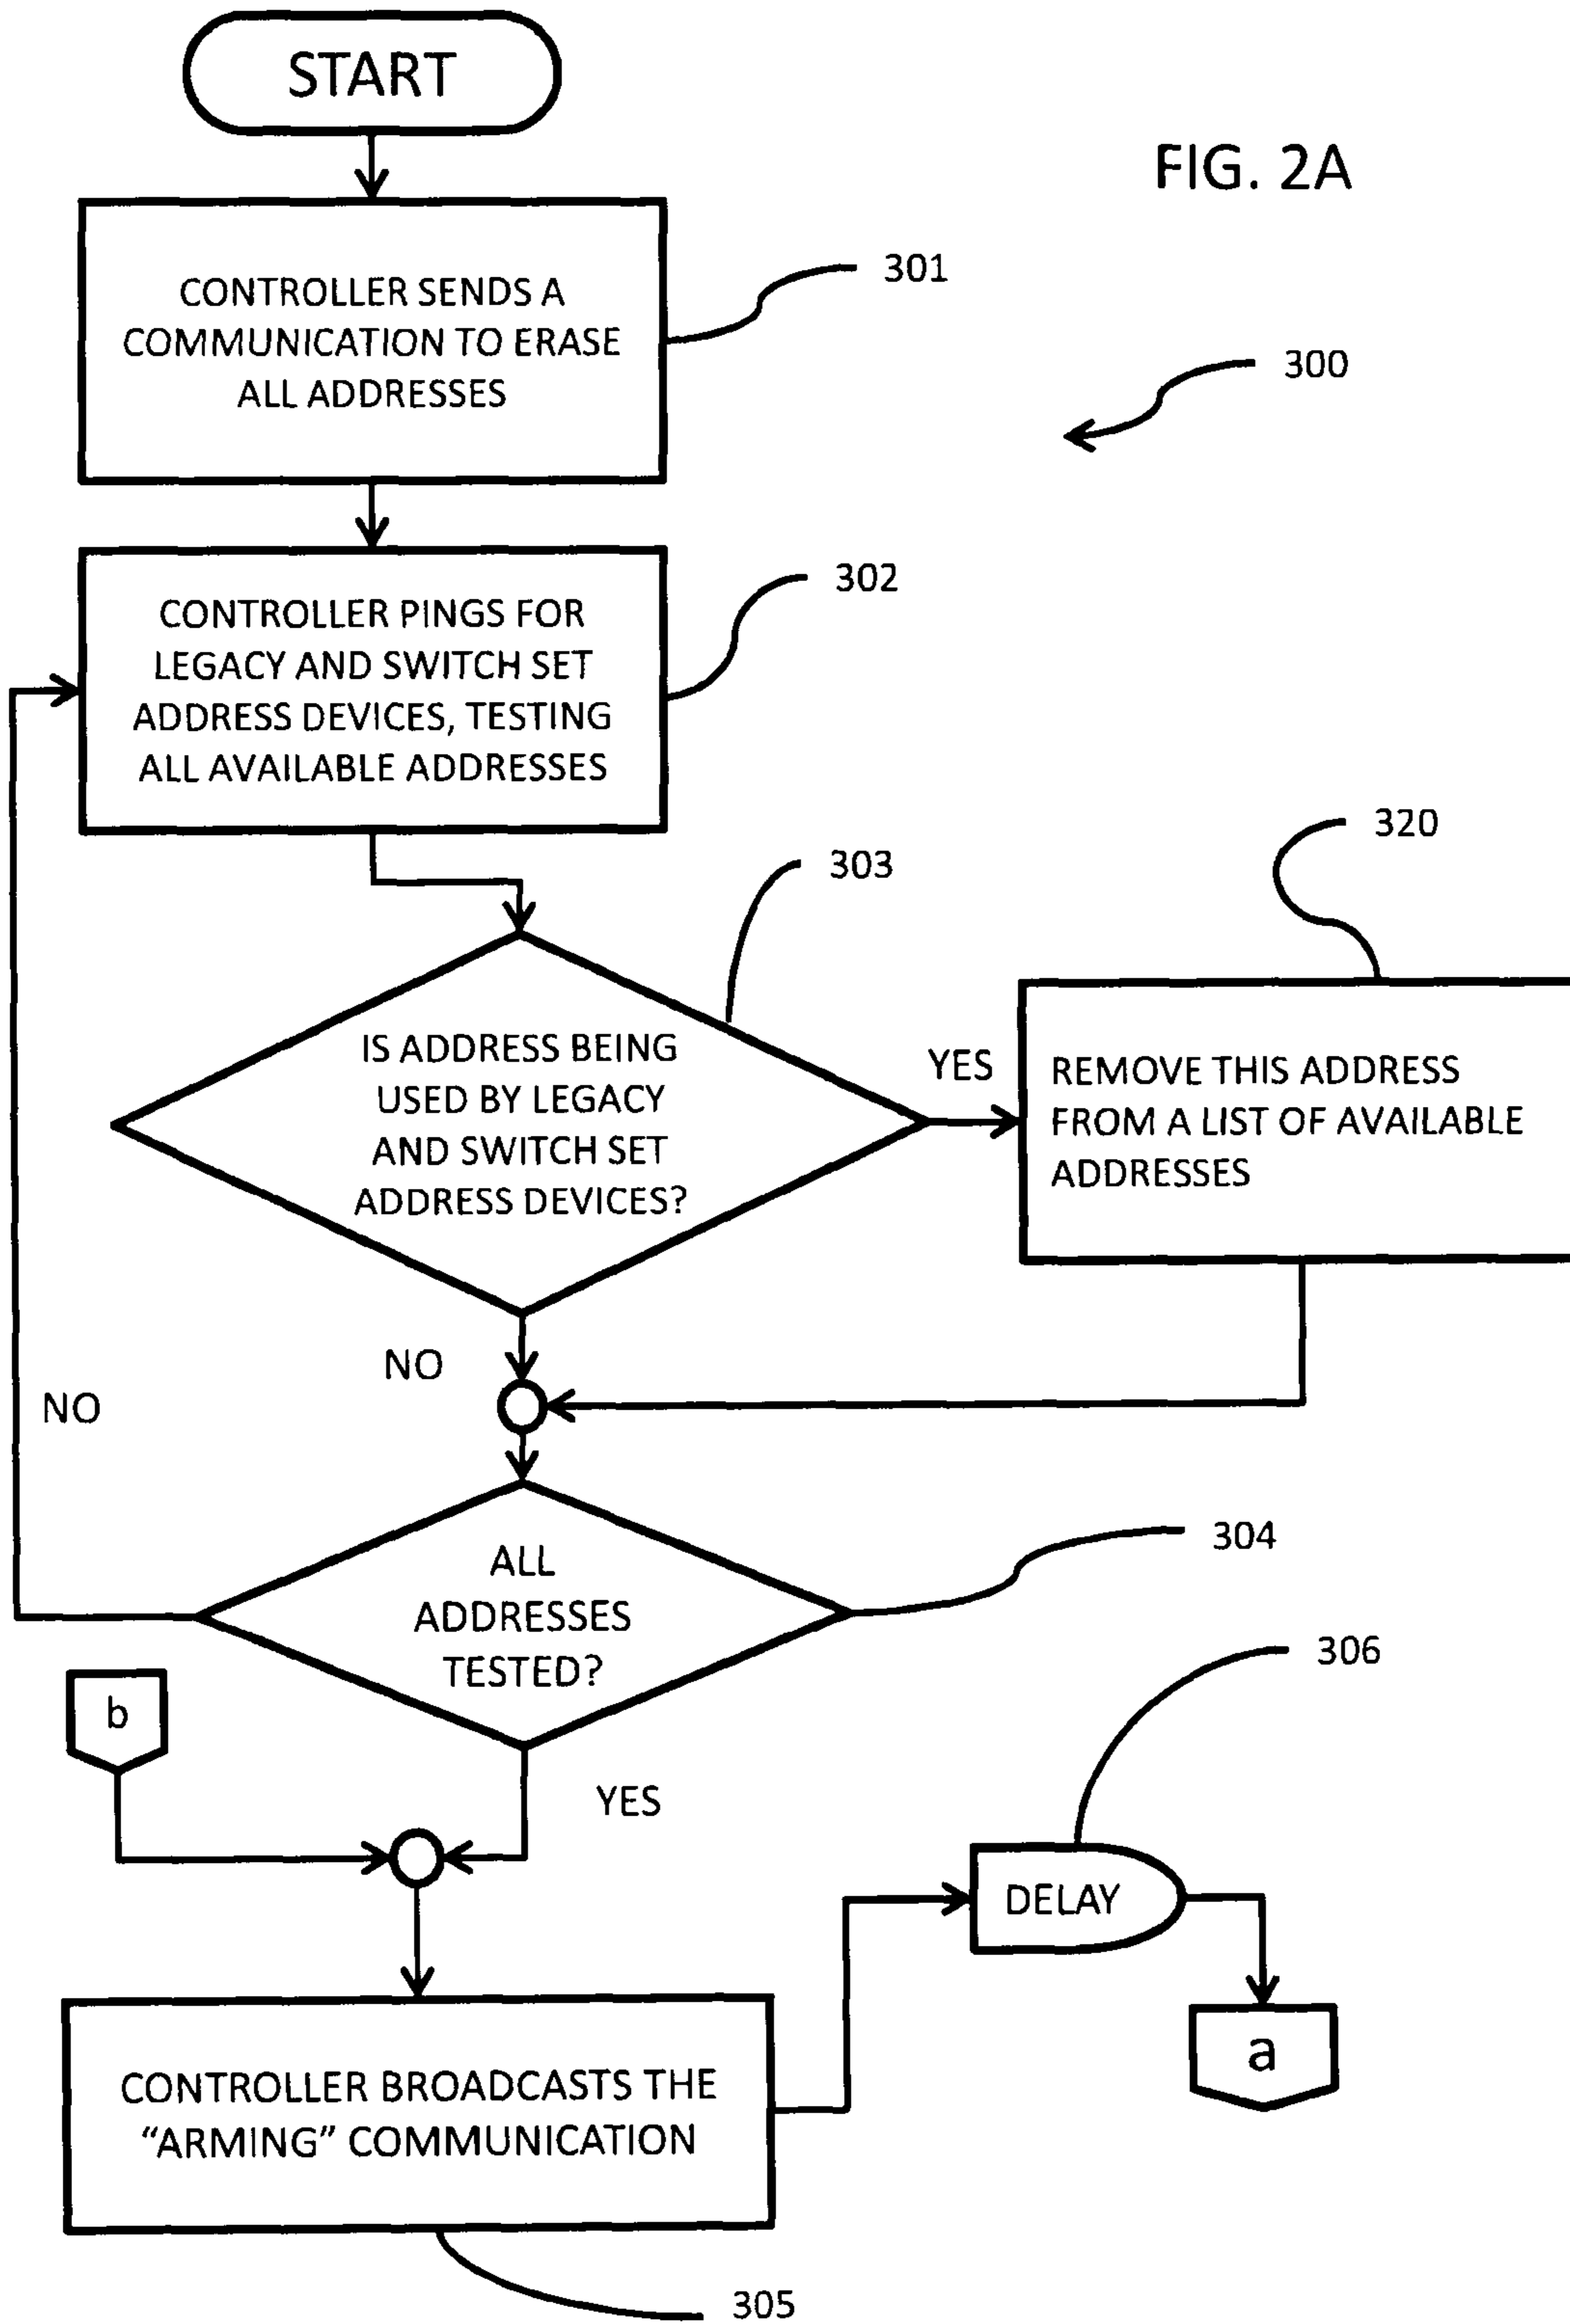 START
FIG. 2A
CONTROLLER SENDS A
COMMUNICATION TO ERASE
ALL ADDRESSES
301
300
CONTROLLER PINGS FOR
LEGACY AND SWITCH SET
ADDRESS DEVICES, TESTING
ALL AVAILABLE ADDRESSES
302
303
320
IS ADDRESS BEING
USED BY LEGACY
AND SWITCH SET
ADDRESS DEVICES?
YES
REMOVE THIS ADDRESS
FROM A LIST OF AVAILABLE
ADDRESSES
NO
NO
ALL
ADDRESSES
TESTED?
304
306
b
YES
DELAY
a
CONTROLLER BROADCASTS THE
“ARMING” COMMUNICATION
305